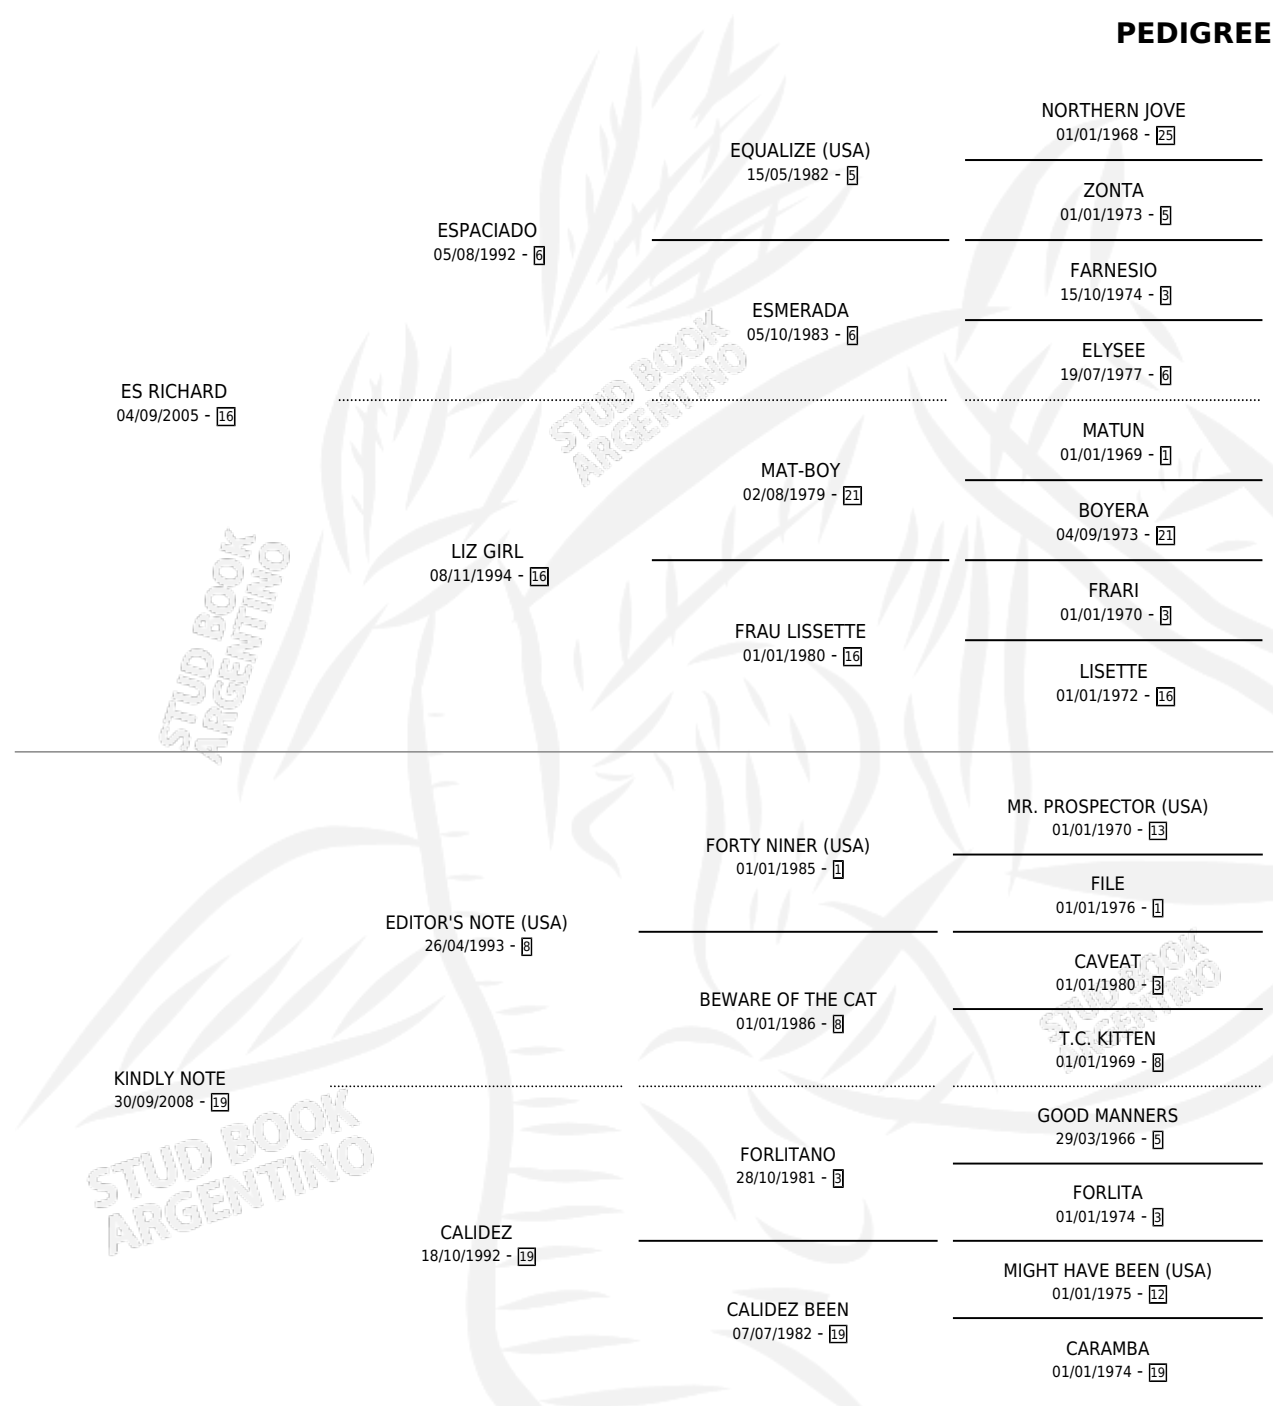 PEDIGREE
NORTHERN JOVE
01/01/1968 - 25
EQUALIZE (USA)
15/05/1982 - 5
ZONTA
01/01/1973 - 5
ESPACIADO
05/08/1992 - 6
FARNESIO
15/10/1974 - 3
ESMERADA
05/10/1983 - 6
ELYSEE
19/07/1977 - 6
ES RICHARD
04/09/2005 - 16
STUD BOOK
ARGENTINO
MATUN
01/01/1969 - 1
MAT-BOY
02/08/1979 - 21
BOYERA
04/09/1973 - 21
LIZ GIRL
08/11/1994 - 16
FRARI
01/01/1970 - 3
FRAU LISSETTE
01/01/1980 - 16
LISETTE
01/01/1972 - 16
STUD BOOK
ARGENTINO
MR. PROSPECTOR (USA)
01/01/1970 - 13
FORTY NINER (USA)
01/01/1985 - 1
FILE
01/01/1976 - 1
EDITOR'S NOTE (USA)
26/04/1993 - 8
CAVEAT
01/01/1980 - 3
BEWARE OF THE CAT
01/01/1986 - 8
T.C. KITTEN
01/01/1969 - 8
STUD BOOK
ARGENTINO
KINDLY NOTE
30/09/2008 - 19
GOOD MANNERS
29/03/1966 - 5
FORLITANO
28/10/1981 - 3
FORLITA
01/01/1974 - 3
STUD BOOK
ARGENTINO
CALIDEZ
18/10/1992 - 19
MIGHT HAVE BEEN (USA)
01/01/1975 - 12
CALIDEZ BEEN
07/07/1982 - 19
CARAMBA
01/01/1974 - 19